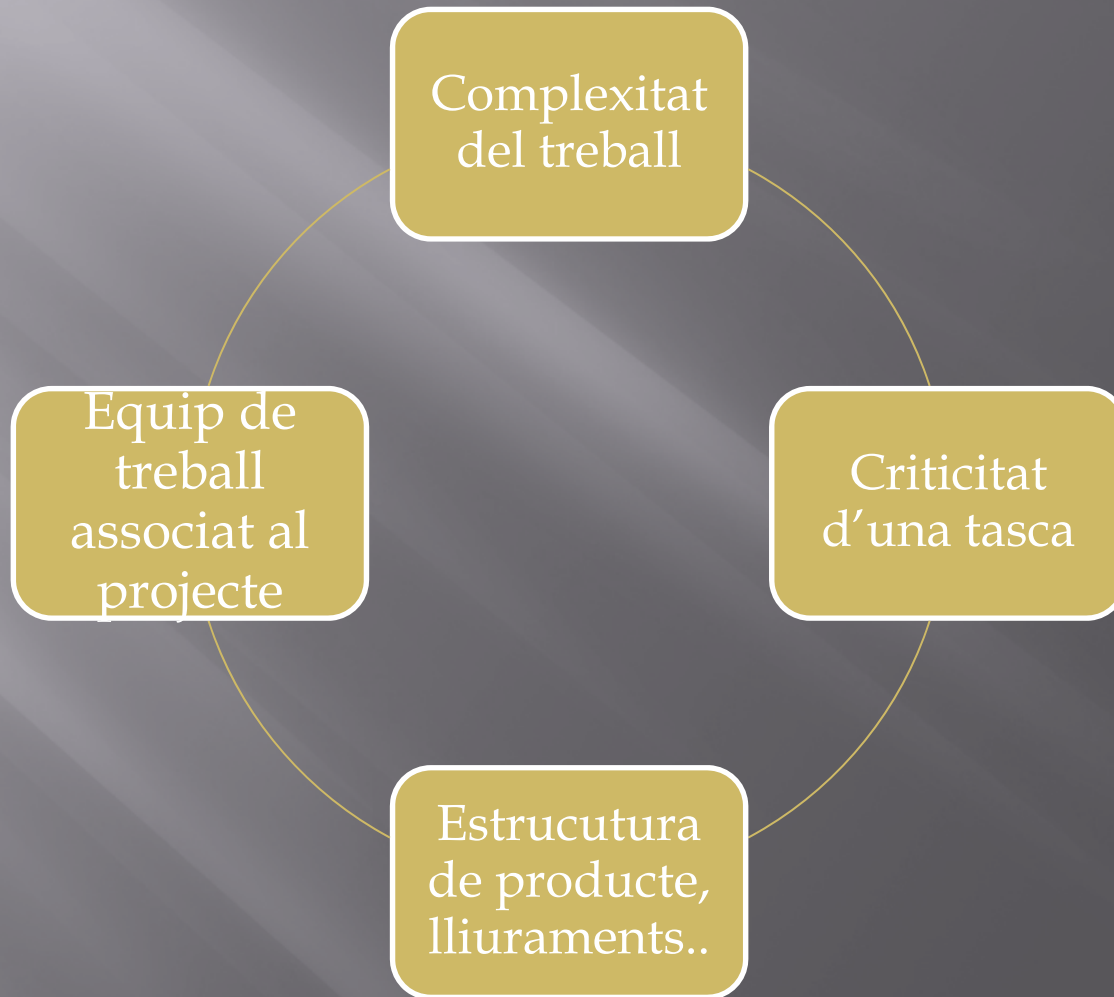 Complexitat
del treball
Equip de
treball
associat al
projecte
Criticitat
d’una tasca
Estrucutura
de producte,
lliuraments..